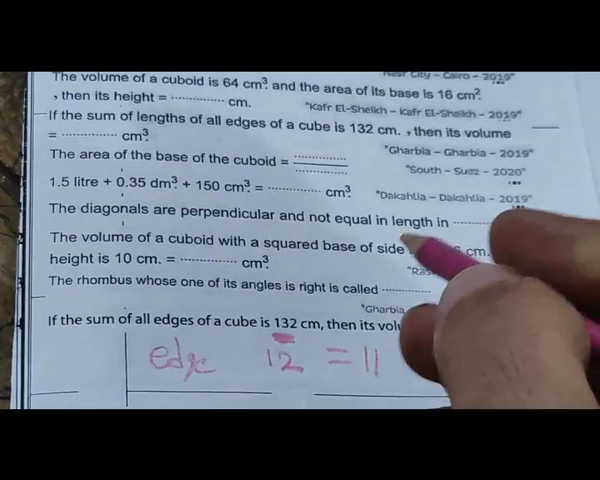 Nasr City - Cairo - 2019"
The volume of a cuboid is 64 cm³. and the area of its base is 16 cm².
, then its height = ............... cm.
"Kafr El-Sheikh - Kafr El-Sheikh - 2019"
If the sum of lengths of all edges of a cube is 132 cm. , then its volume
= ............... cm³.
"Gharbia - Gharbia - 2019"
The area of the base of the cuboid = ............... / ...............
"South - Suez - 2020"
1.5 litre + 0.35 dm³. + 150 cm³. = ............... cm³.
"Dakahlia - Dakahlia - 2019"
The diagonals are perpendicular and not equal in length in ..........
The volume of a cuboid with a squared base of side cm.
height is 10 cm. = ............... cm³.
The rhombus whose one of its angles is right is called ...............
"Gharbia
If the sum of all edges of a cube is 132 cm, then its
edge 12 = 11